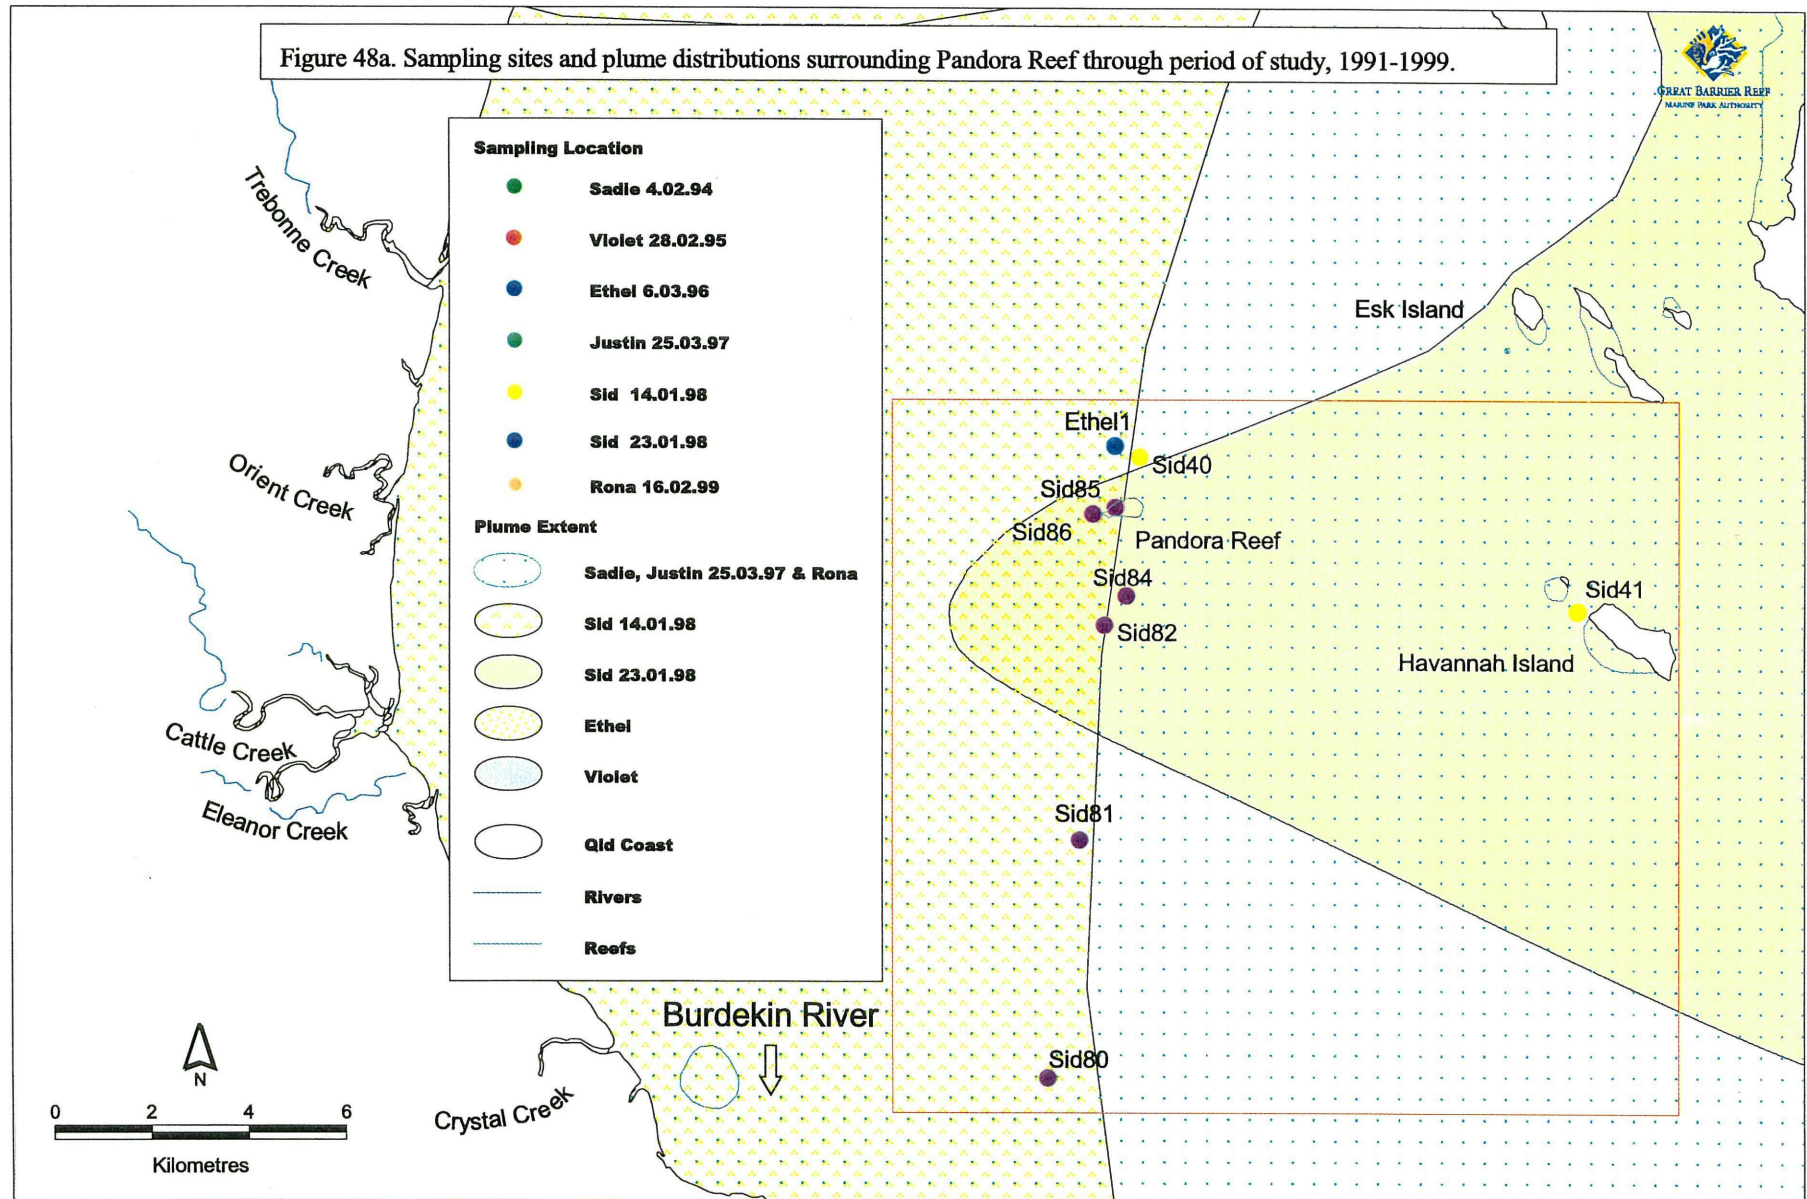 Figure 48a. Sampling sites and plume distributions surrounding Pandora Reef through period of study, 1991-1999.
GREAT BARRIER REEF
MARINE PARK AUTHORITY
Sampling Location
Sadie 4.02.94
Violet 28.02.95
Ethel 6.03.96
Justin 25.03.97
Sid 14.01.98
Sid 23.01.98
Rona 16.02.99
Plume Extent
Sadie, Justin 25.03.97 & Rona
Sid 14.01.98
Sid 23.01.98
Ethel
Violet
Qld Coast
Rivers
Reefs
Trebonne Creek
Orient Creek
Cattle Creek
Eleanor Creek
Crystal Creek
Burdekin River
Esk Island
Ethel1
Sid40
Sid85
Sid86
Pandora Reef
Sid84
Sid82
Sid41
Havannah Island
Sid81
Sid80
N
0 2 4 6
Kilometres